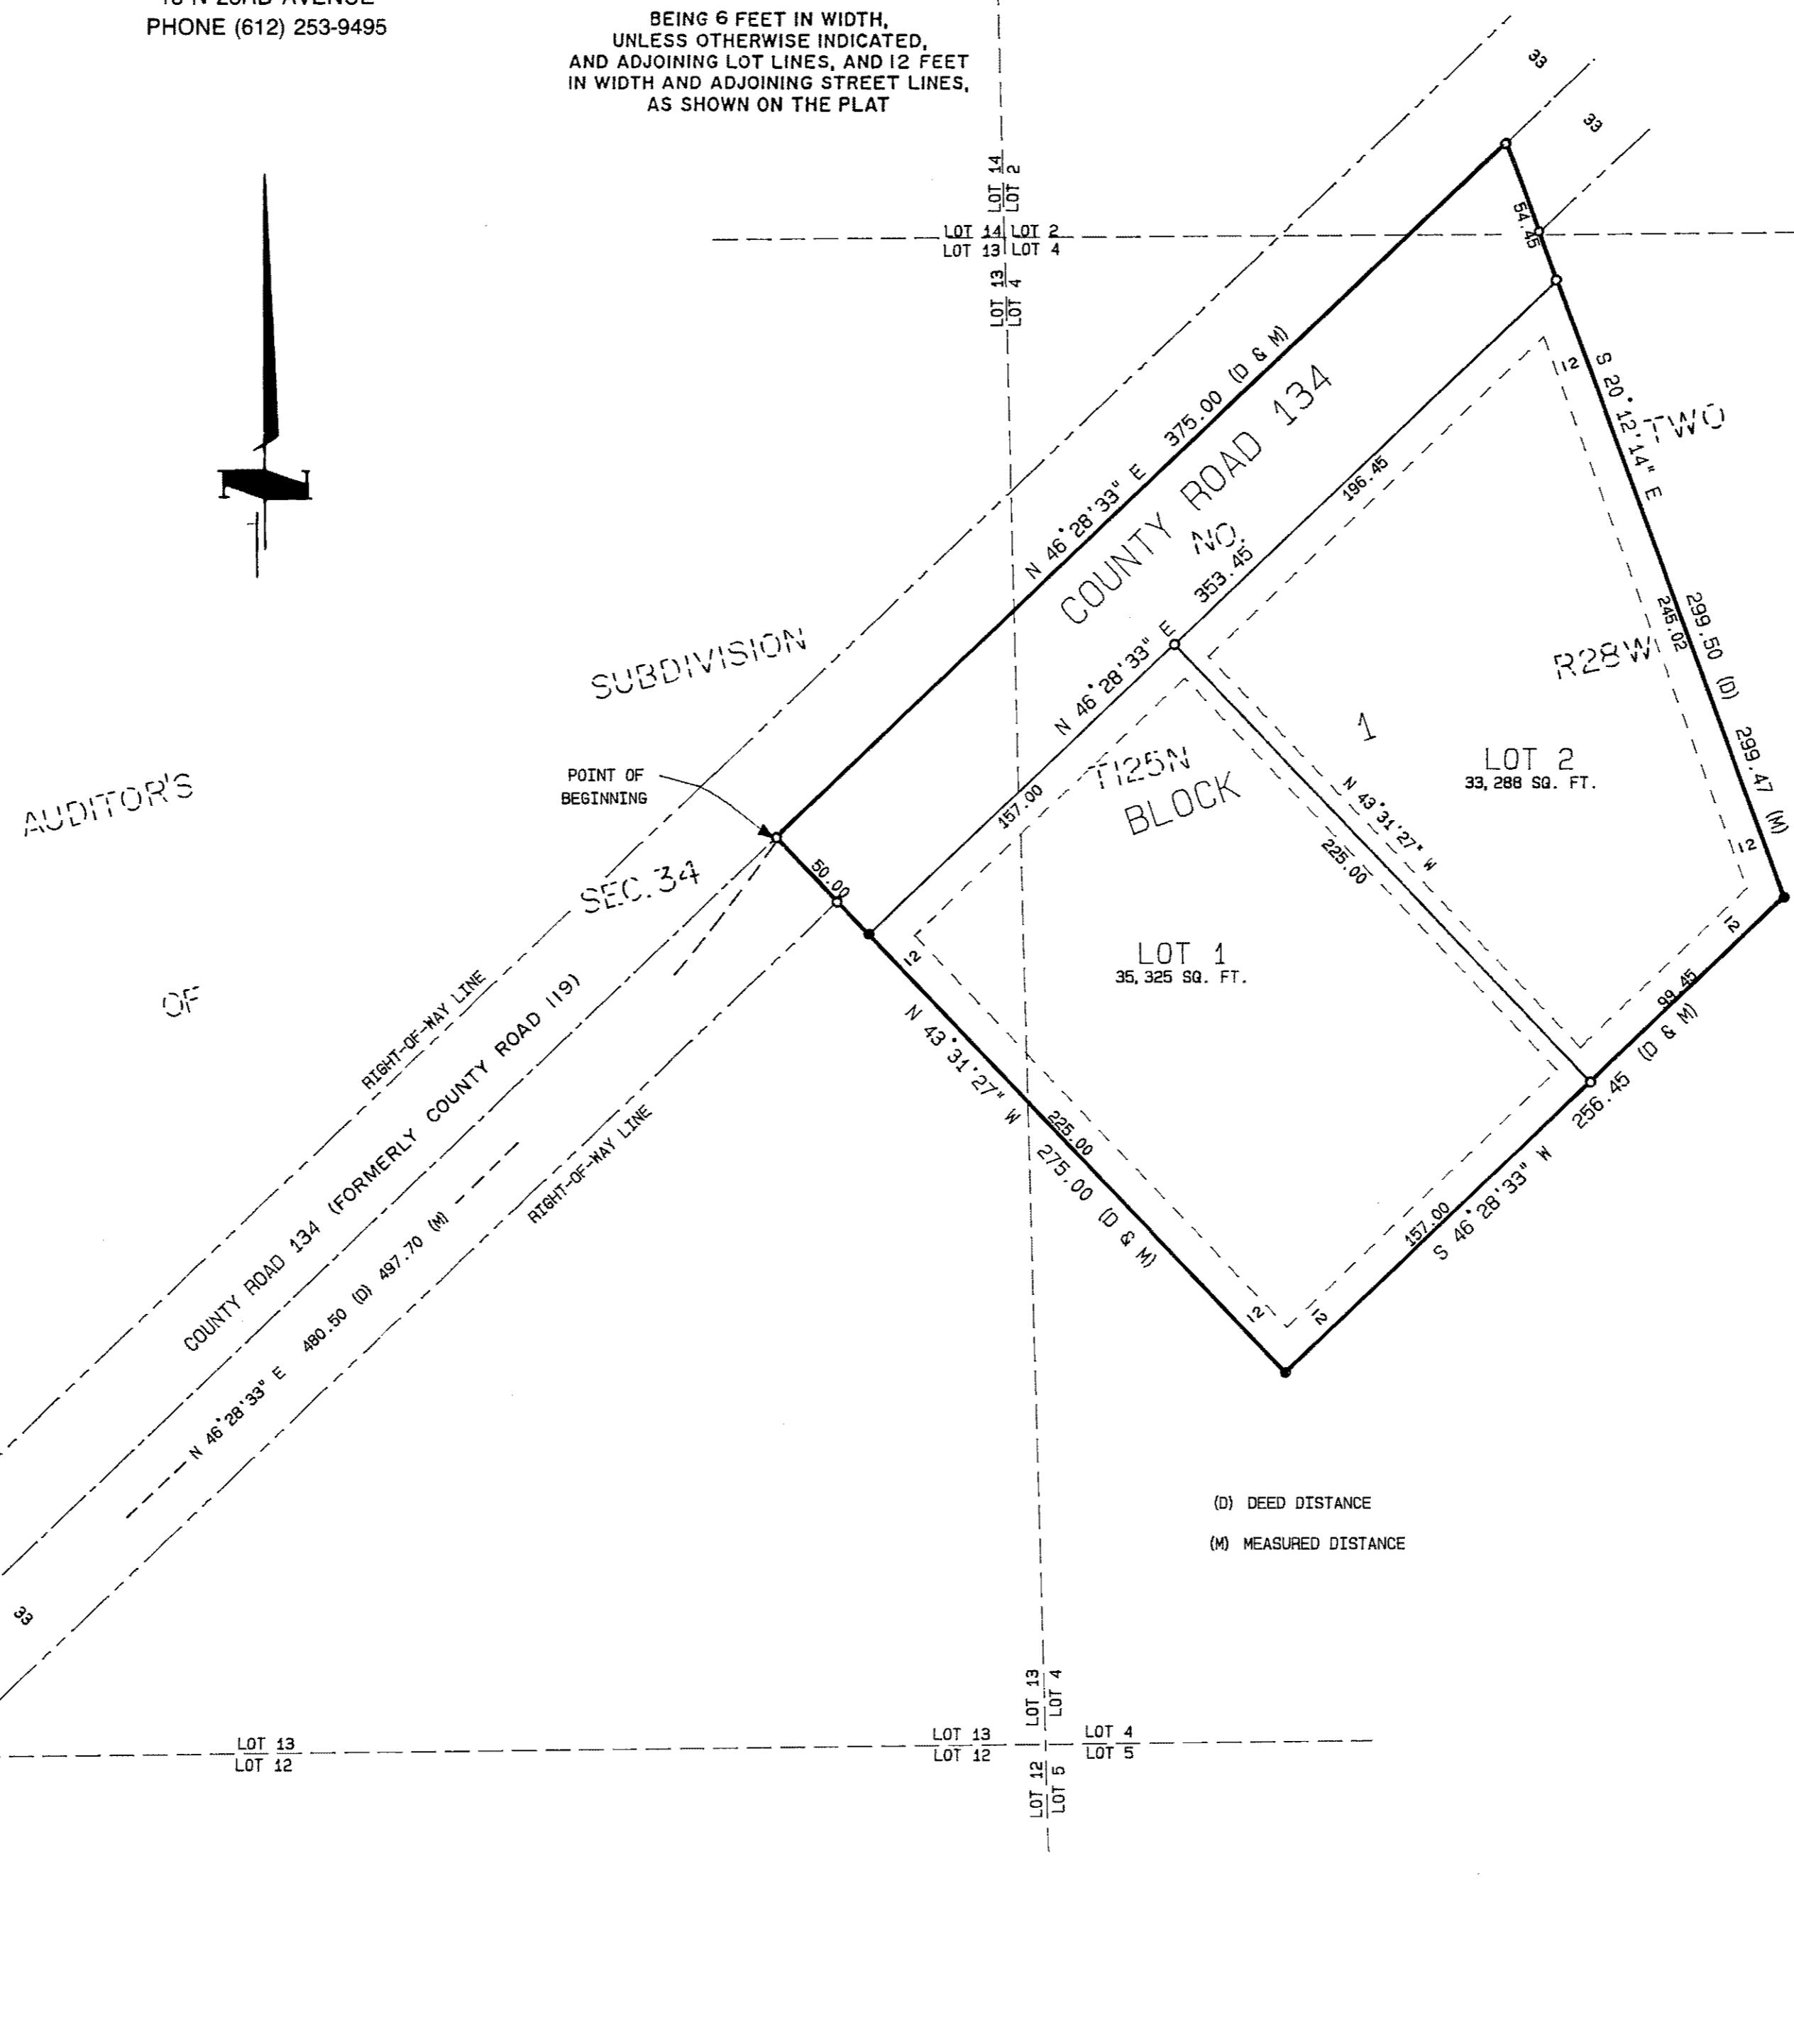 PHONE (612) 253-9495
BEING 6 FEET IN WIDTH,
UNLESS OTHERWISE INDICATED,
AND ADJOINING LOT LINES, AND 12 FEET
IN WIDTH AND ADJOINING STREET LINES,
AS SHOWN ON THE PLAT
33
33
LOT 14
LOT 2
LOT 14 LOT 2
LOT 13 LOT 4
LOT 13
LOT 4
54.45
N 46°28'33" E 375.00 (D & M)
COUNTY ROAD 134
NO.
196.45
12
S 20°12'14" E
TWO
299.50 (D) 299.47 (M)
245.02
R28W
N 46°28'33" E 353.45
SUBDIVISION
1
LOT 2
33,288 SQ. FT.
T125N
BLOCK
157.00
N 43°31'27" W
225.00
12
12
99.45
POINT OF
BEGINNING
AUDITOR'S
SEC. 34
50.00
LOT 1
35,325 SQ. FT.
12
OF
RIGHT-OF-WAY LINE
COUNTY ROAD 134 (FORMERLY COUNTY ROAD 119)
RIGHT-OF-WAY LINE
N 46°28'33" E 480.50 (D) 497.70 (M)
N 43°31'27" W 275.00 (D & M)
225.00
S 46°28'33" W 256.45 (D & M)
157.00
12
12
(D) DEED DISTANCE
(M) MEASURED DISTANCE
33
LOT 13
LOT 4
LOT 13
LOT 12
LOT 13
LOT 12
LOT 4
LOT 5
LOT 12
LOT 5